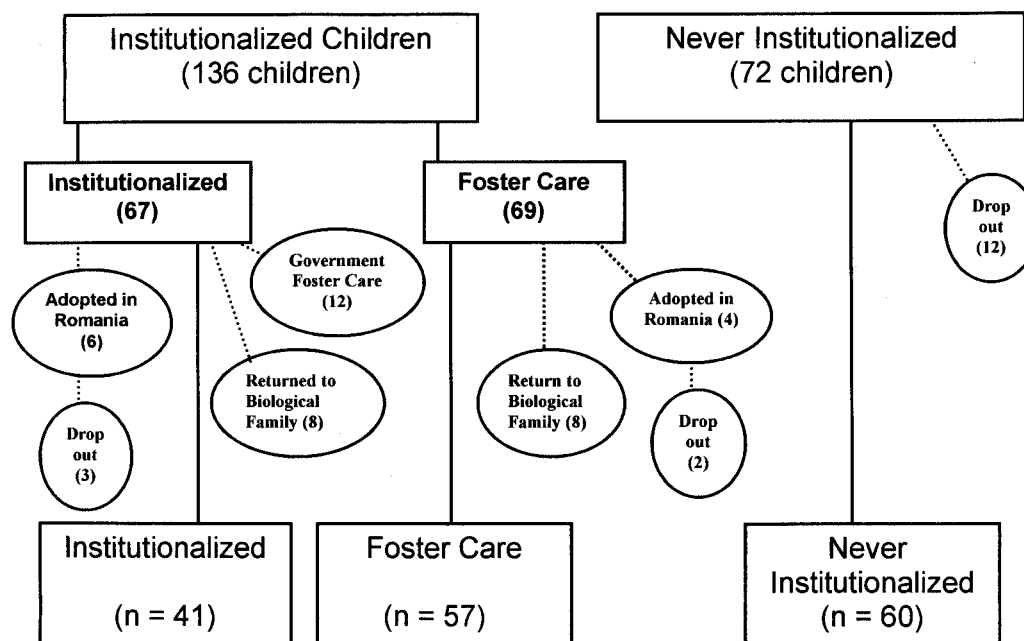 Institutionalized Children
(136 children)
Never Institutionalized
(72 children)
Institutionalized
(67)
Foster Care
(69)
Drop
out
(12)
Government
Foster Care
(12)
Adopted in
Romania
(6)
Adopted in
Romania (4)
Returned to
Biological
Family (8)
Return to
Biological
Family (8)
Drop
out
(3)
Drop
out
(2)
Institutionalized
(n = 41)
Foster Care
(n = 57)
Never
Institutionalized
(n = 60)